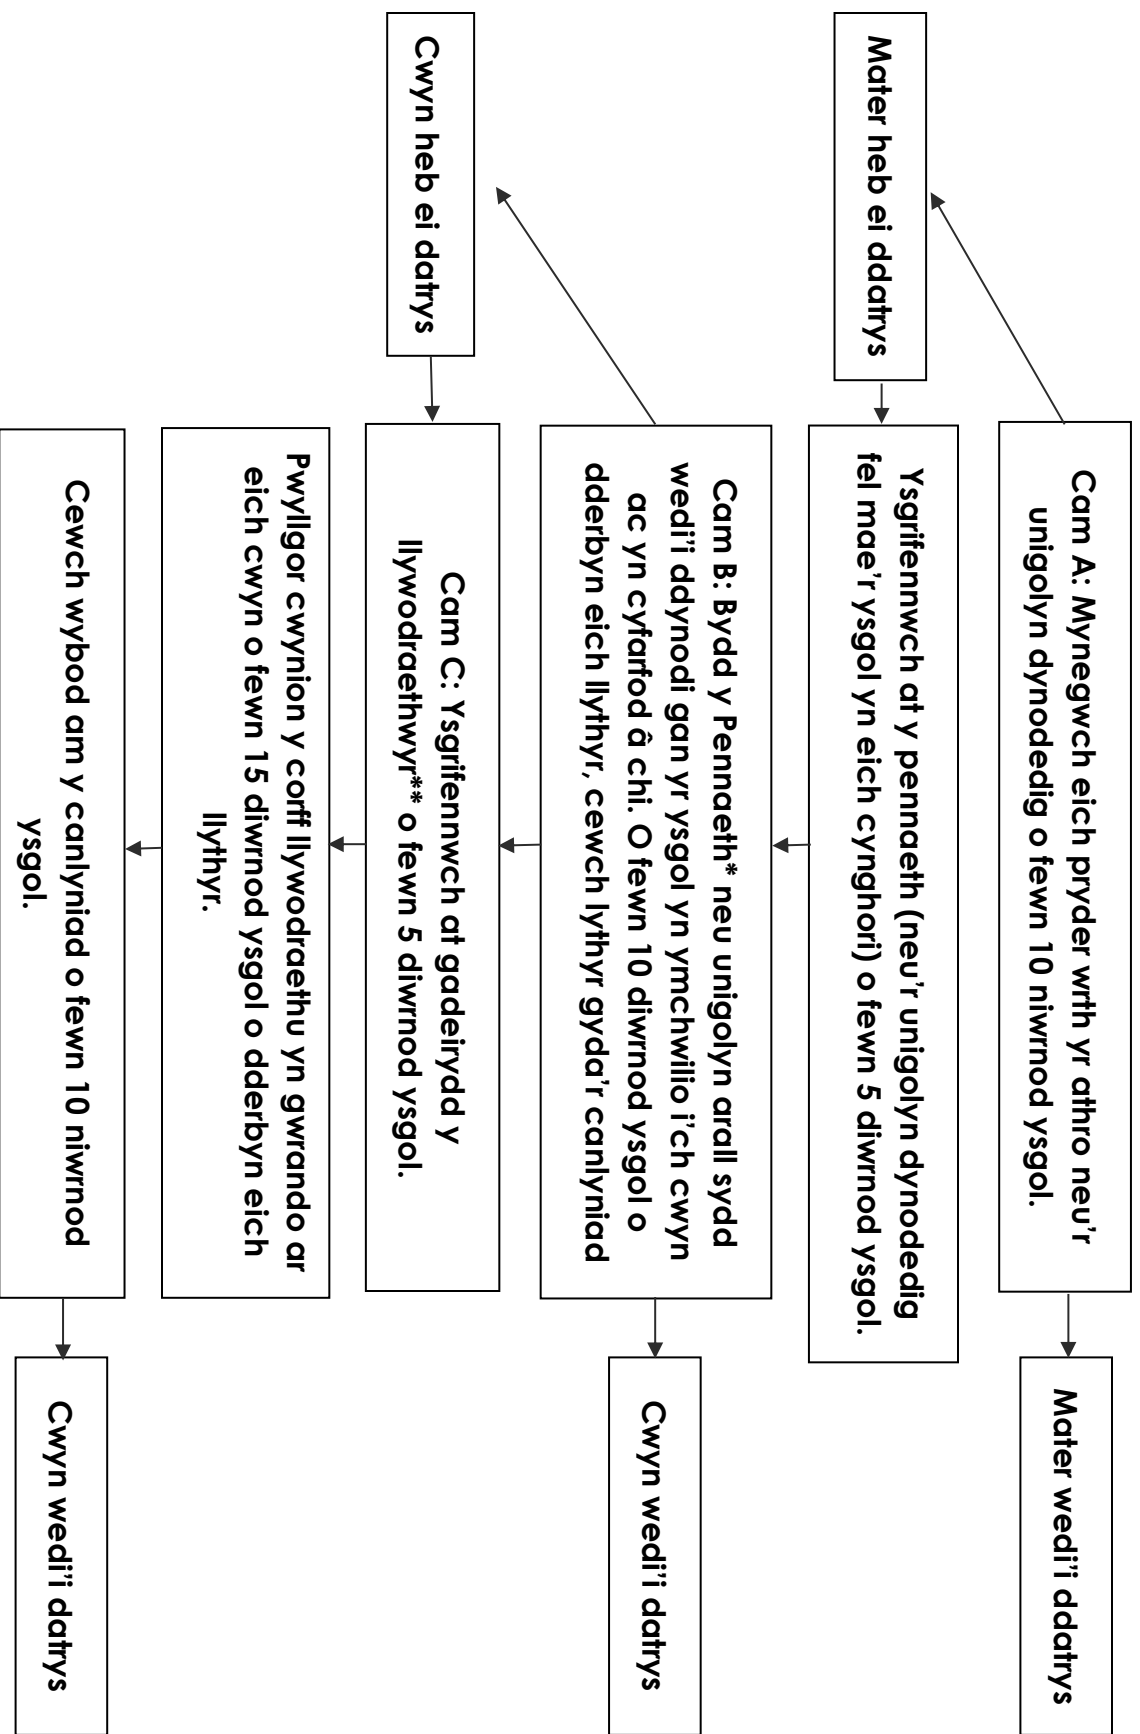 Cam A: Mynegwch eich pryder wrth yr athro neu'r
unigolyn dynodedig o fewn 10 niwrnod ysgol.
Mater wedi'i ddatrys
Mater heb ei ddatrys
Ysgrifennwch at y pennaeth (neu'r unigolyn dynodedig
fel mae'r ysgol yn eich cynghori) o fewn 5 diwrnod ysgol.
Cam B: Bydd y Pennaeth* neu unigolyn arall sydd
wedi'i ddynodi gan yr ysgol yn ymchwilio i'ch cwyn
ac yn cyfarfod â chi. O fewn 10 diwrnod ysgol o
dderbyn eich llythyr, cewch lythyr gyda'r canlyniad
Cwyn wedi'i datrys
Cwyn heb ei datrys
Cam C: Ysgrifennwch at gadeirydd y
llywodraethwyr** o fewn 5 diwrnod ysgol.
Pwyllgor cwynion y corff llywodraethu yn gwrando ar
eich cwyn o fewn 15 diwrnod ysgol o dderbyn eich
llythyr.
Cewch wybod am y canlyniad o fewn 10 niwrnod
ysgol.
Cwyn wedi'i datrys